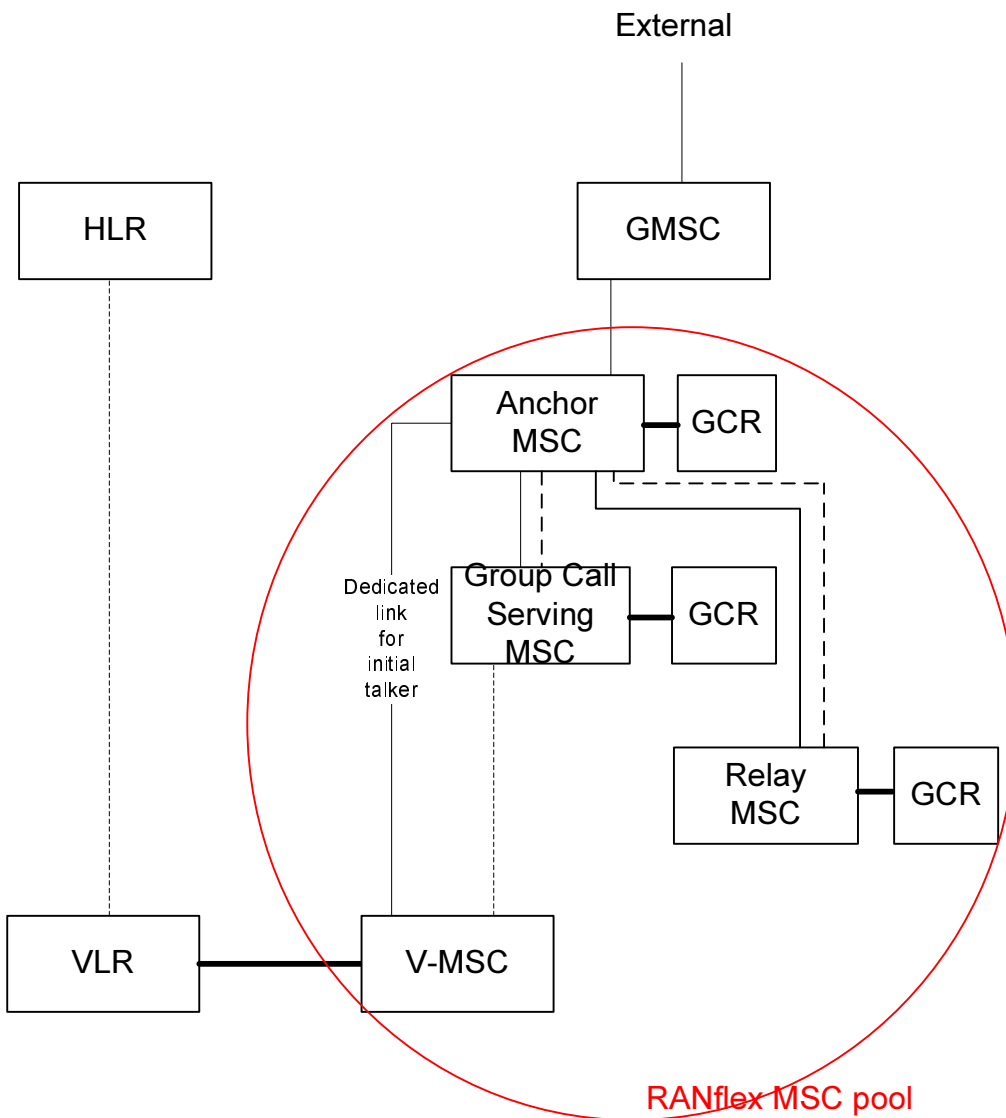 External
HLR
GMSC
Anchor
MSC
GCR
Dedicated
link
for
initial
talker
Group Call
Serving
MSC
GCR
Relay
MSC
GCR
VLR
V-MSC
RANflex MSC pool